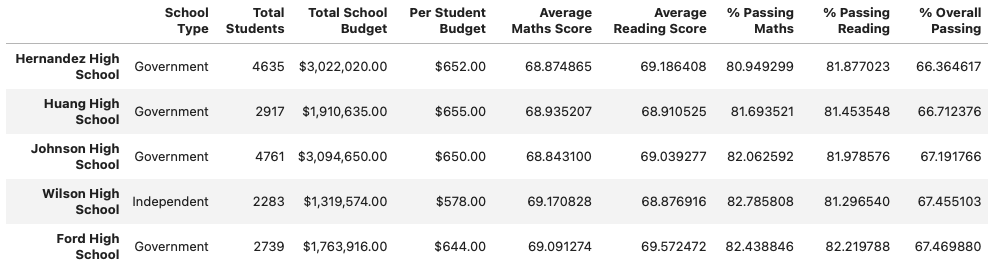 School Type Total Students Total School Budget Per Student Budget Average Maths Score Average Reading Score % Passing Maths % Passing Reading % Overall Passing
Hernandez High School Government 4635 $3,022,020.00 $652.00 68.874865 69.186408 80.949299 81.877023 66.364617
Huang High School Government 2917 $1,910,635.00 $655.00 68.935207 68.910525 81.693521 81.453548 66.712376
Johnson High School Government 4761 $3,094,650.00 $650.00 68.843100 69.039277 82.062592 81.978576 67.191766
Wilson High School Independent 2283 $1,319,574.00 $578.00 69.170828 68.876916 82.785808 81.296540 67.455103
Ford High School Government 2739 $1,763,916.00 $644.00 69.091274 69.572472 82.438846 82.219788 67.469880